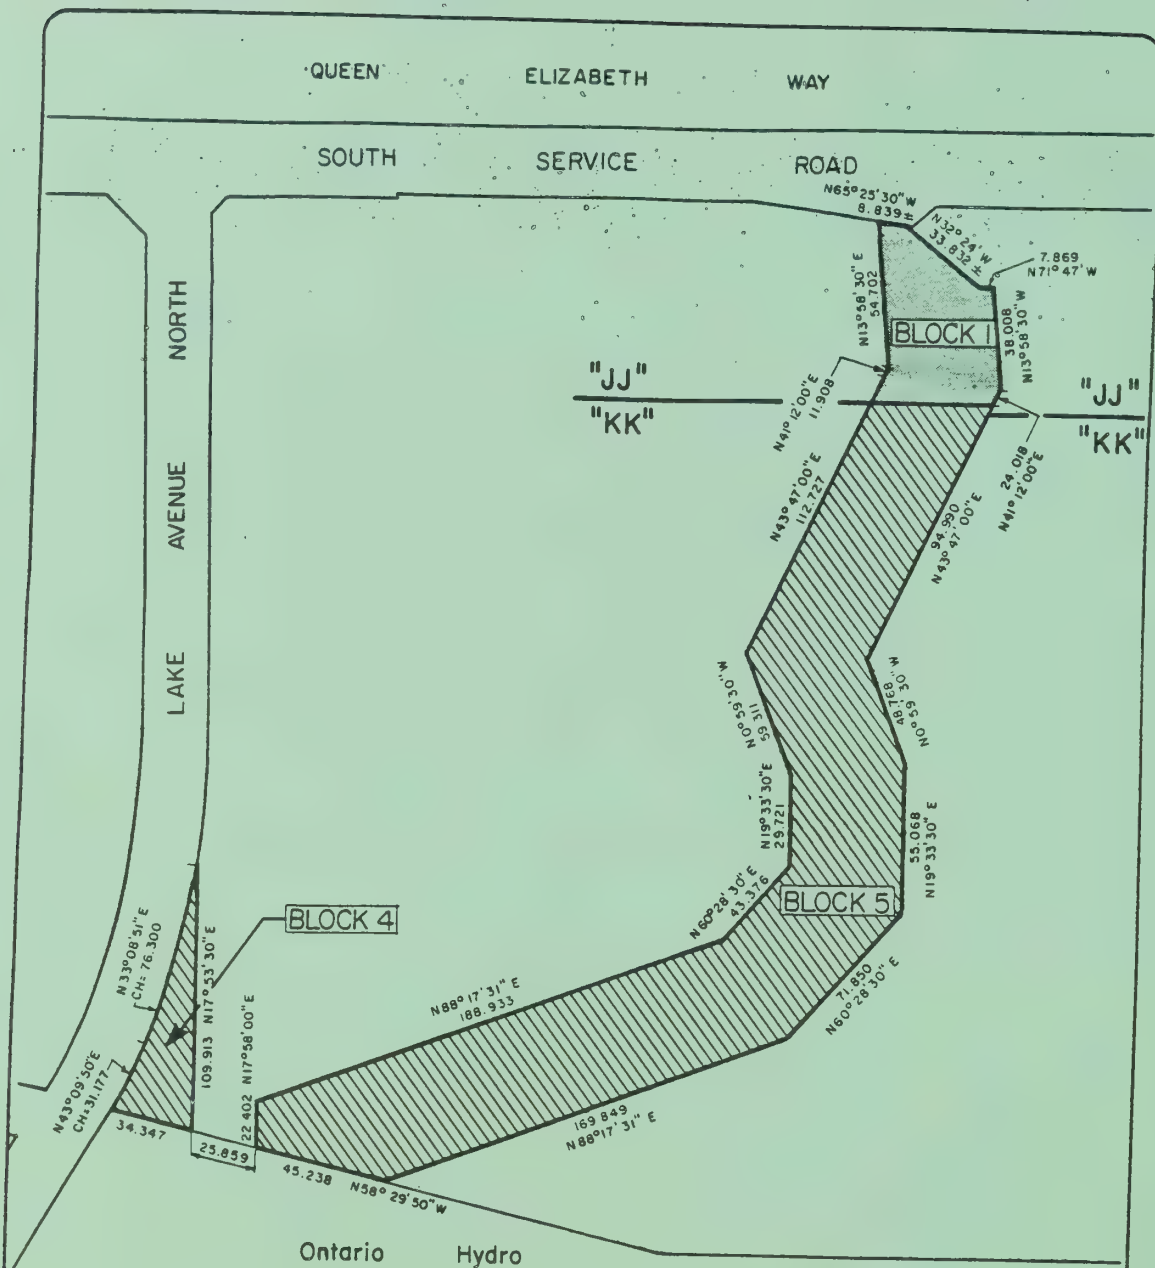 QUEEN ELIZABETH WAY
SOUTH SERVICE ROAD
N65°25'30"W
8.839±
N32°24'W
33.832±
7.869
N71°47'W
N13°58'30"E
54.702
BLOCK 1
38.008
N13°58'30"W
"JJ"
"KK"
"JJ"
"KK"
N41°12'00"E
11.908
24.018
N41°12'00"E
N43°47'00"E
112.727
94.990
N43°47'00"E
LAKE AVENUE NORTH
N0°59'30"W
59.311
48.768
N0°59'30"W
N19°33'30"E
29.721
55.068
N19°33'30"E
N60°28'30"E
43.376
BLOCK 5
71.850
N60°28'30"E
BLOCK 4
N33°08'51"E
CH=76.300
109.913 N17°53'30"E
N88°17'31"E
188.933
22.402 N17°58'00"E
N43°09'50"E
CH=31.177
169.849
N88°17'31"E
34.347
25.859
45.238 N58°29'50"W
Ontario Hydro